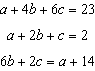 a + 4b + 6c = 23
a + 2b + c = 2
6b + 2c = a + 14